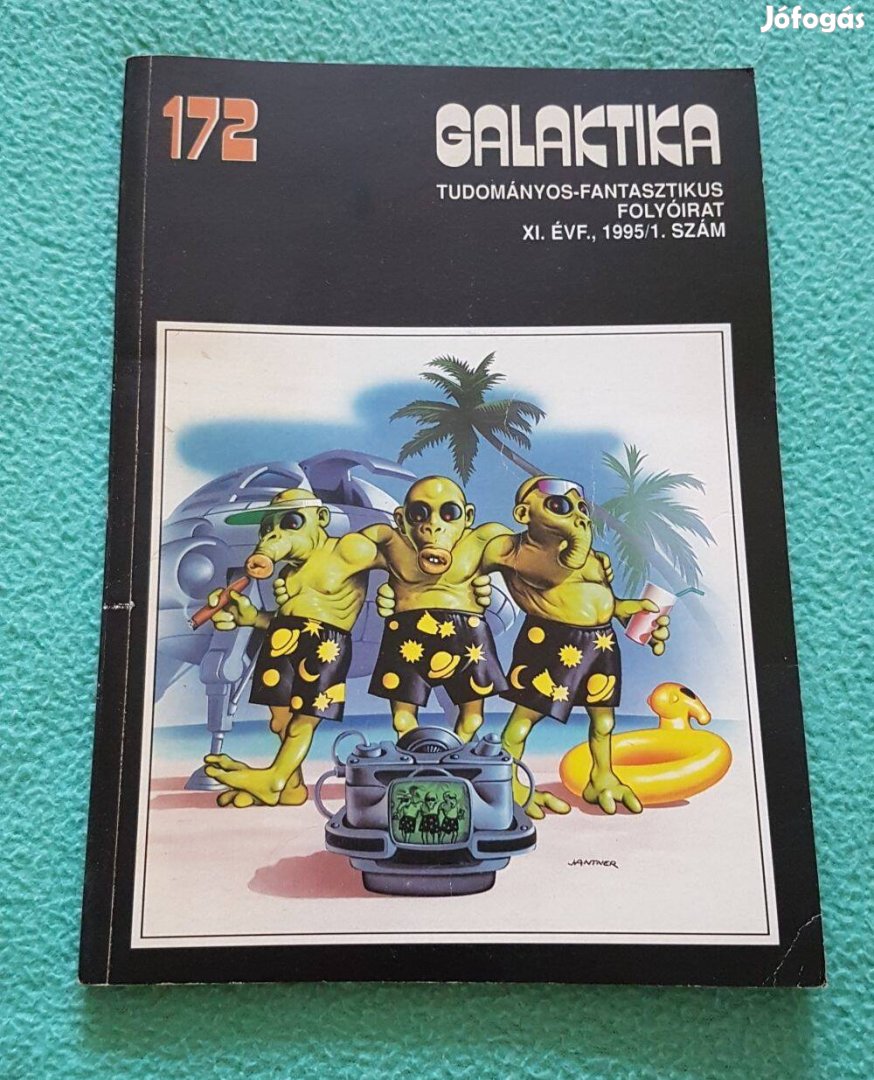 Jófogás
172
GALAKTIKA
TUDOMÁNYOS-FANTASZTIKUS
FOLYÓIRAT
XI. ÉVF., 1995/1. SZÁM
JANTNER